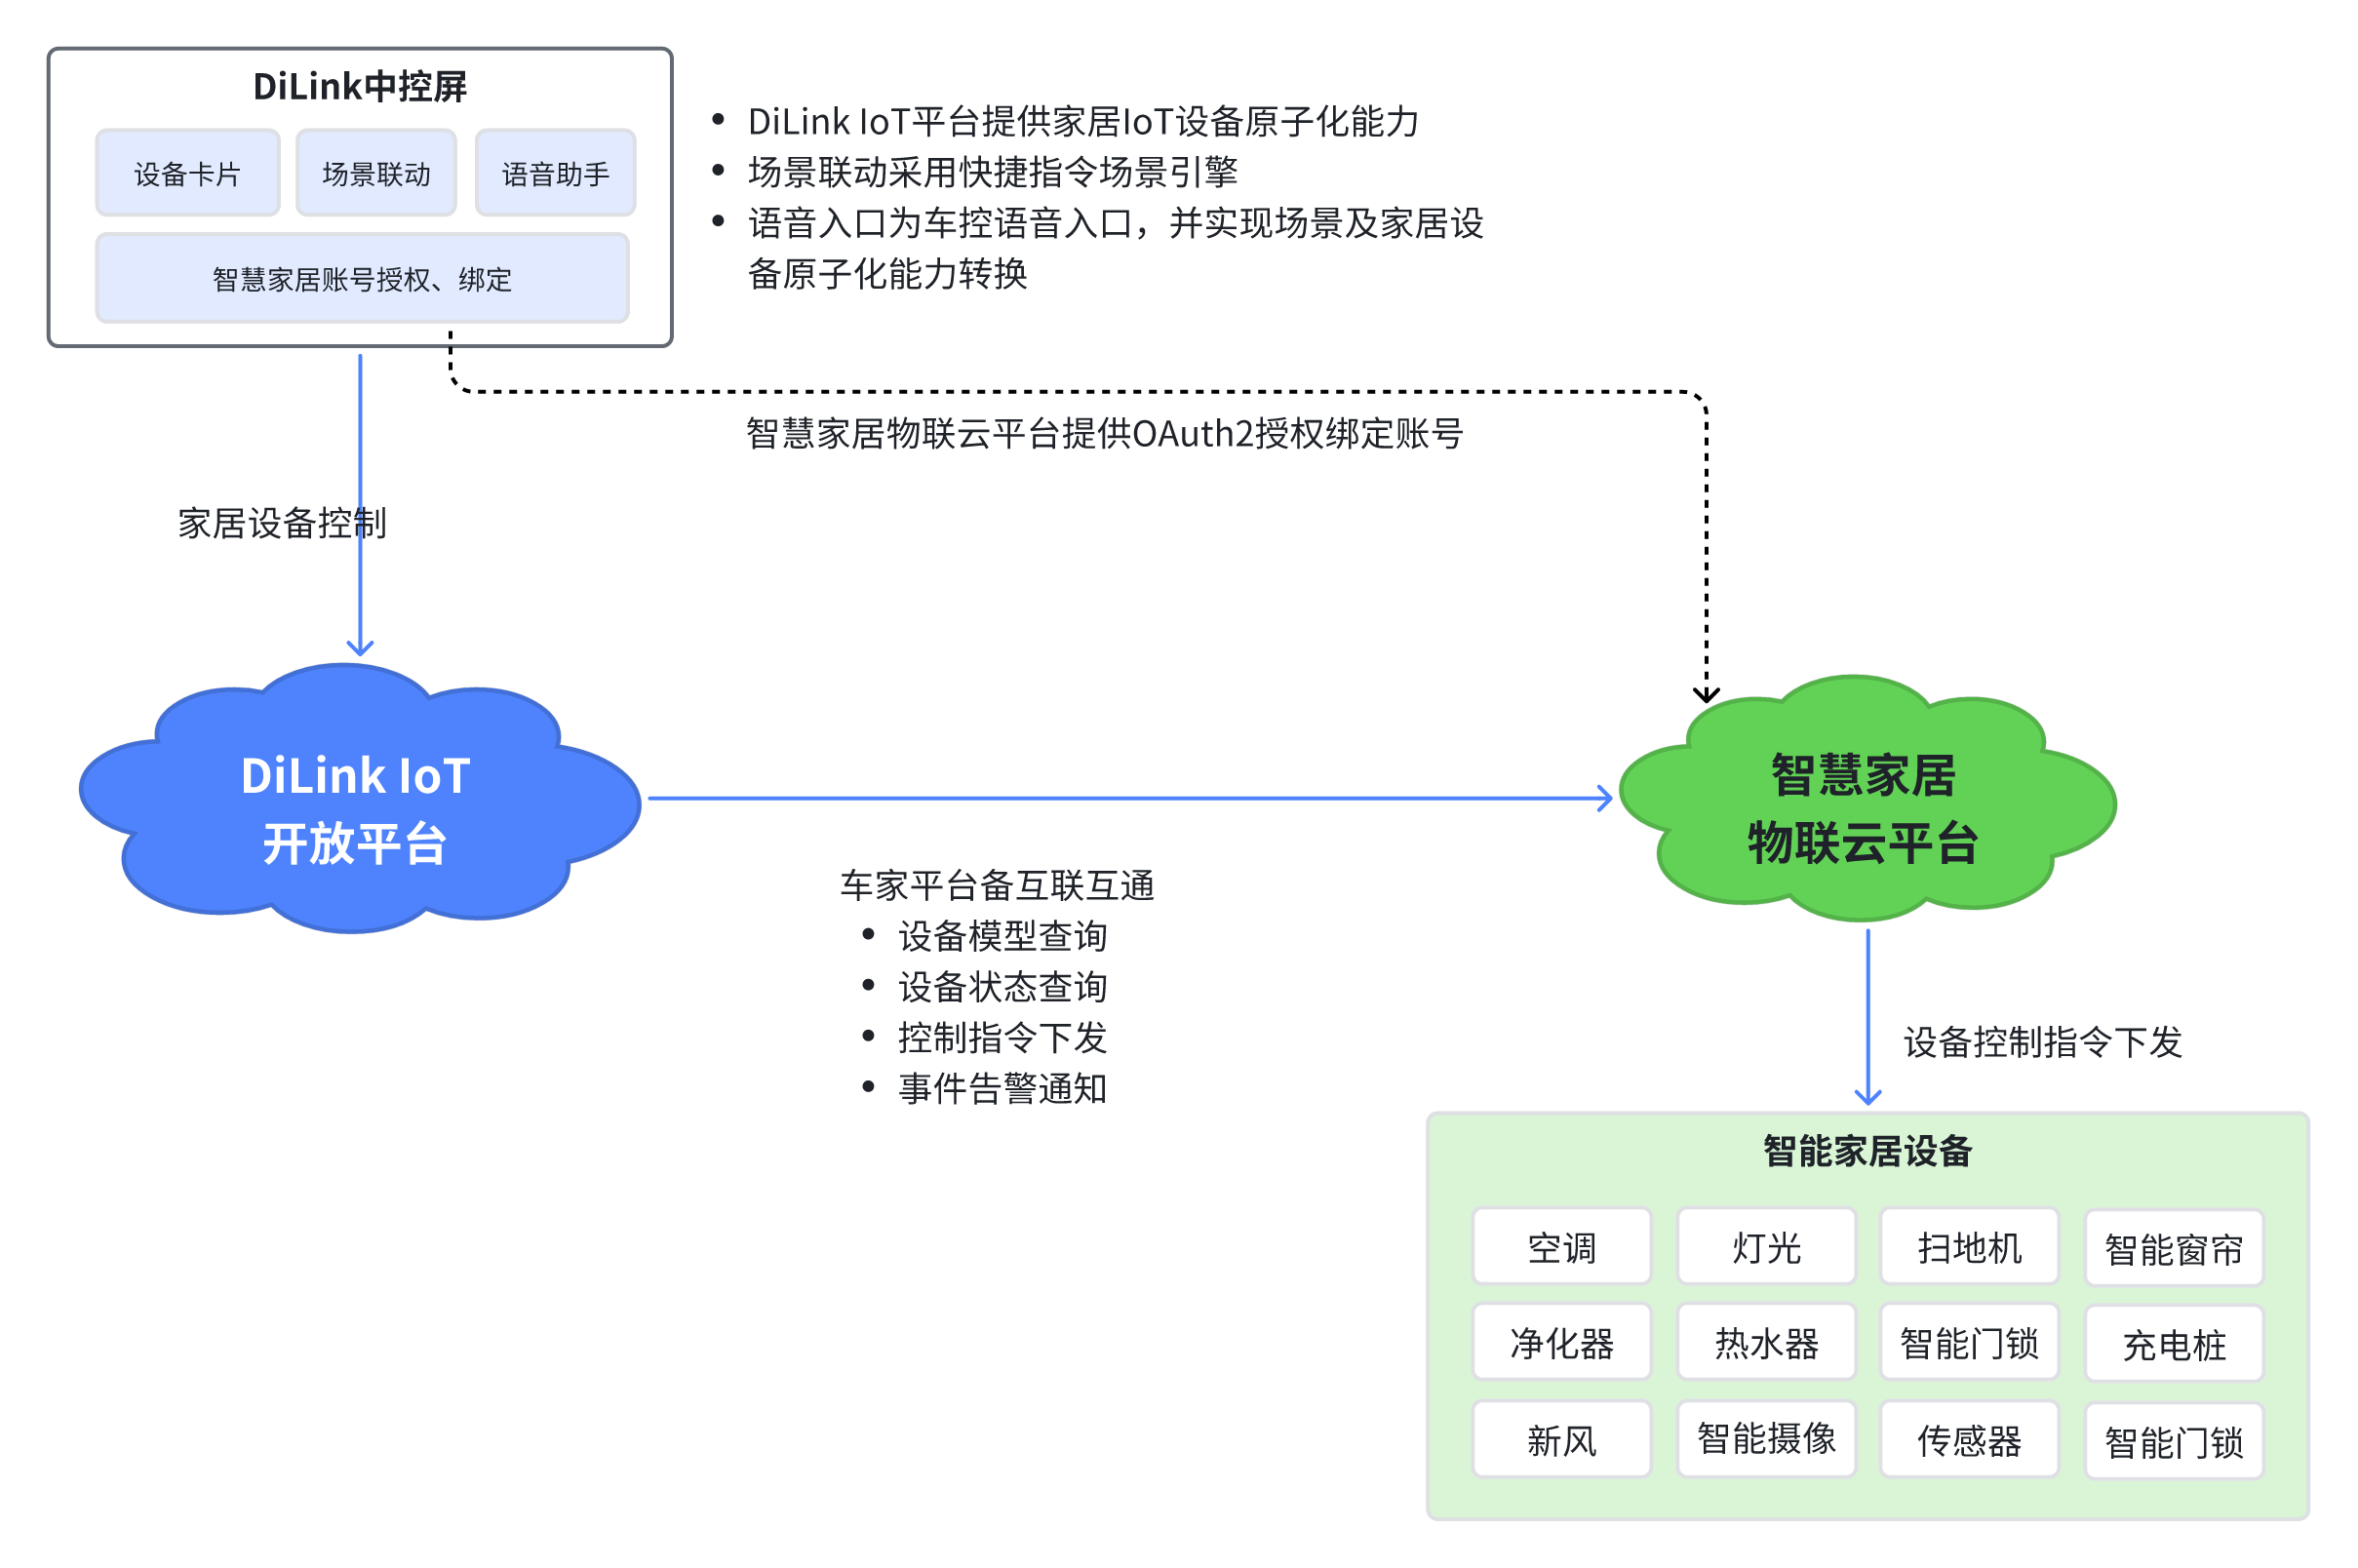 DiLink中控屏
设备卡片
场景联动
语音助手
智慧家居账号授权、绑定
• DiLink IoT平台提供家居IoT设备原子化能力
• 场景联动采用快捷指令场景引擎
• 语音入口为车控语音入口，并实现场景及家居设
备原子化能力转换
智慧家居物联云平台提供OAuth2授权绑定账号
家居设备控制
DiLink IoT
开放平台
智慧家居
物联云平台
车家平台备互联互通
• 设备模型查询
• 设备状态查询
• 控制指令下发
• 事件告警通知
设备控制指令下发
智能家居设备
空调
灯光
扫地机
智能窗帘
净化器
热水器
智能门锁
充电桩
新风
智能摄像
传感器
智能门锁